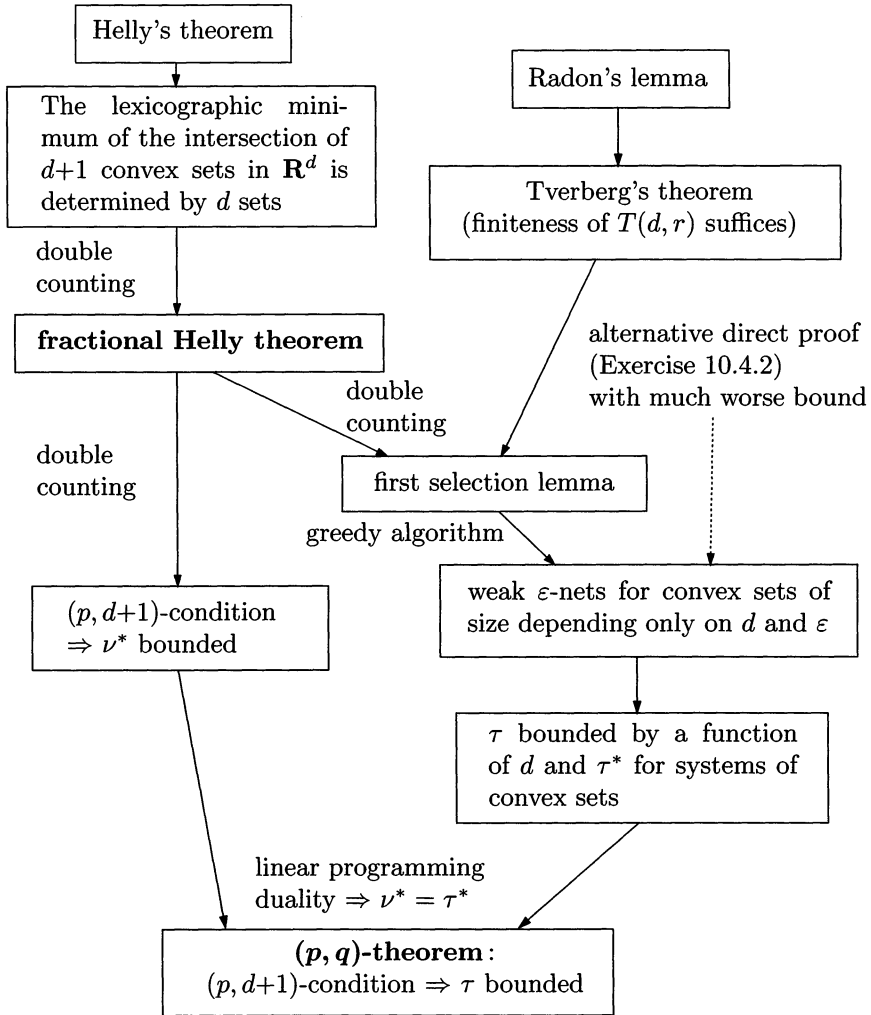 Helly's theorem
Radon's lemma
The lexicographic mini-
mum of the intersection of
d+1 convex sets in R^d is
determined by d sets
Tverberg's theorem
(finiteness of T(d, r) suffices)
double
counting
fractional Helly theorem
alternative direct proof
(Exercise 10.4.2)
with much worse bound
double
counting
double
counting
first selection lemma
greedy algorithm
(p, d+1)-condition
⇒ ν* bounded
weak ε-nets for convex sets of
size depending only on d and ε
τ bounded by a function
of d and τ* for systems of
convex sets
linear programming
duality ⇒ ν* = τ*
(p, q)-theorem:
(p, d+1)-condition ⇒ τ bounded